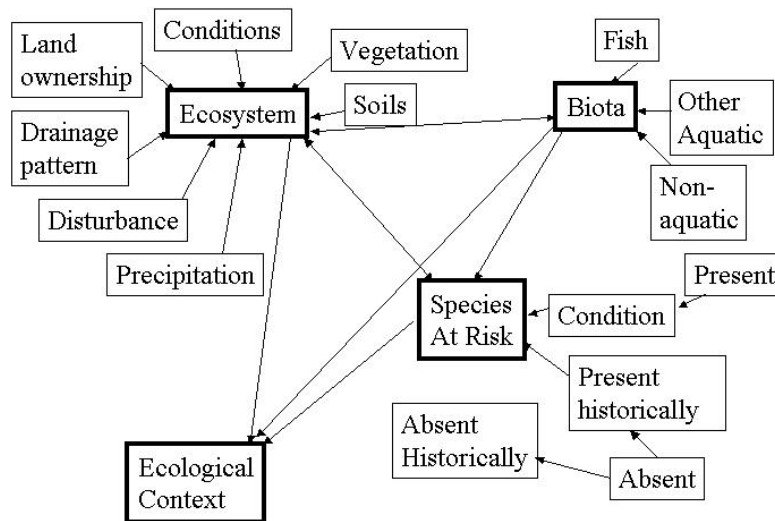 Conditions
Land
ownership
Vegetation
Fish
Ecosystem
Soils
Biota
Other
Aquatic
Drainage
pattern
Non-
aquatic
Disturbance
Precipitation
Present
Species
At Risk
Condition
Present
historically
Absent
Historically
Absent
Ecological
Context